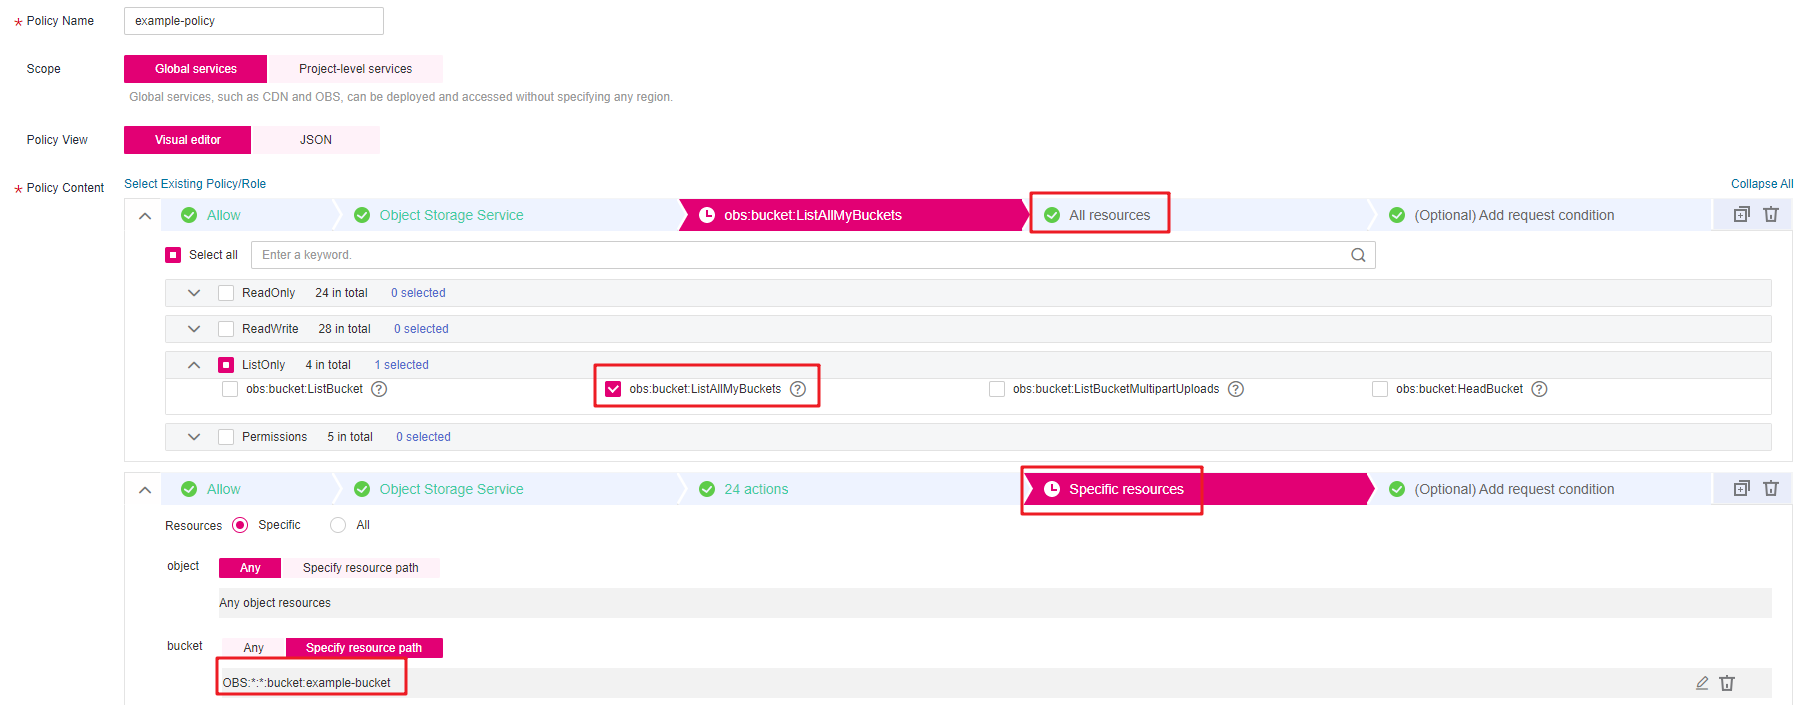 * Policy Name example-policy
Scope Global services Project-level services
Global services, such as CDN and OBS, can be deployed and accessed without specifying any region.
Policy View Visual editor JSON
* Policy Content Select Existing Policy/Role Collapse All
Allow Object Storage Service obs:bucket:ListAllMyBuckets All resources (Optional) Add request condition
Select all Enter a keyword.
ReadOnly 24 in total 0 selected
ReadWrite 28 in total 0 selected
ListOnly 4 in total 1 selected
obs:bucket:ListBucket ? obs:bucket:ListAllMyBuckets ? obs:bucket:ListBucketMultipartUploads ? obs:bucket:HeadBucket ?
Permissions 5 in total 0 selected
Allow Object Storage Service 24 actions Specific resources (Optional) Add request condition
Resources Specific All
object Any Specify resource path
Any object resources
bucket Any Specify resource path
OBS:*:*:bucket:example-bucket